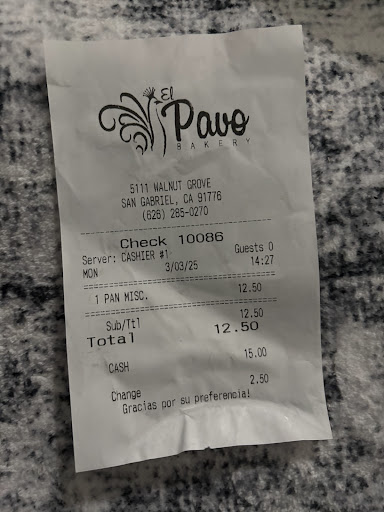 El
Pavo
BAKERY
5111 WALNUT GROVE
SAN GABRIEL, CA 91776
(626) 285-0270
Check 10086
Server: CASHIER #1 Guests 0
MON 3/03/25 14:27
1 PAN MISC. 12.50
Sub/Ttl 12.50
Total 12.50
CASH 15.00
Change 2.50
Gracias por su preferencia!